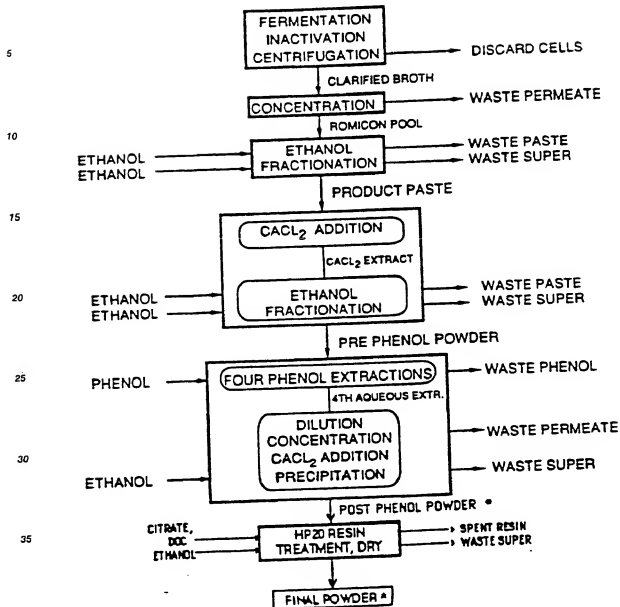 FERMENTATION
INACTIVATION
5 CENTRIFUGATION DISCARD CELLS
CLARIFIED BROTH
CONCENTRATION WASTE PERMEATE
ROMICON POOL
10
ETHANOL WASTE PASTE
ETHANOL FRACTIONATION WASTE SUPER
ETHANOL
PRODUCT PASTE
15
CACL2 ADDITION
CACL2 EXTRACT
20 ETHANOL ETHANOL WASTE PASTE
ETHANOL FRACTIONATION WASTE SUPER
PRE PHENOL POWDER
25 PHENOL FOUR PHENOL EXTRACTIONS WASTE PHENOL
4TH AQUEOUS EXTR.
DILUTION
CONCENTRATION WASTE PERMEATE
30 CACL2 ADDITION
ETHANOL PRECIPITATION WASTE SUPER
POST PHENOL POWDER *
35 CITRATE, HP20 RESIN SPENT RESIN
DOC TREATMENT, DRY WASTE SUPER
ETHANOL
FINAL POWDER *